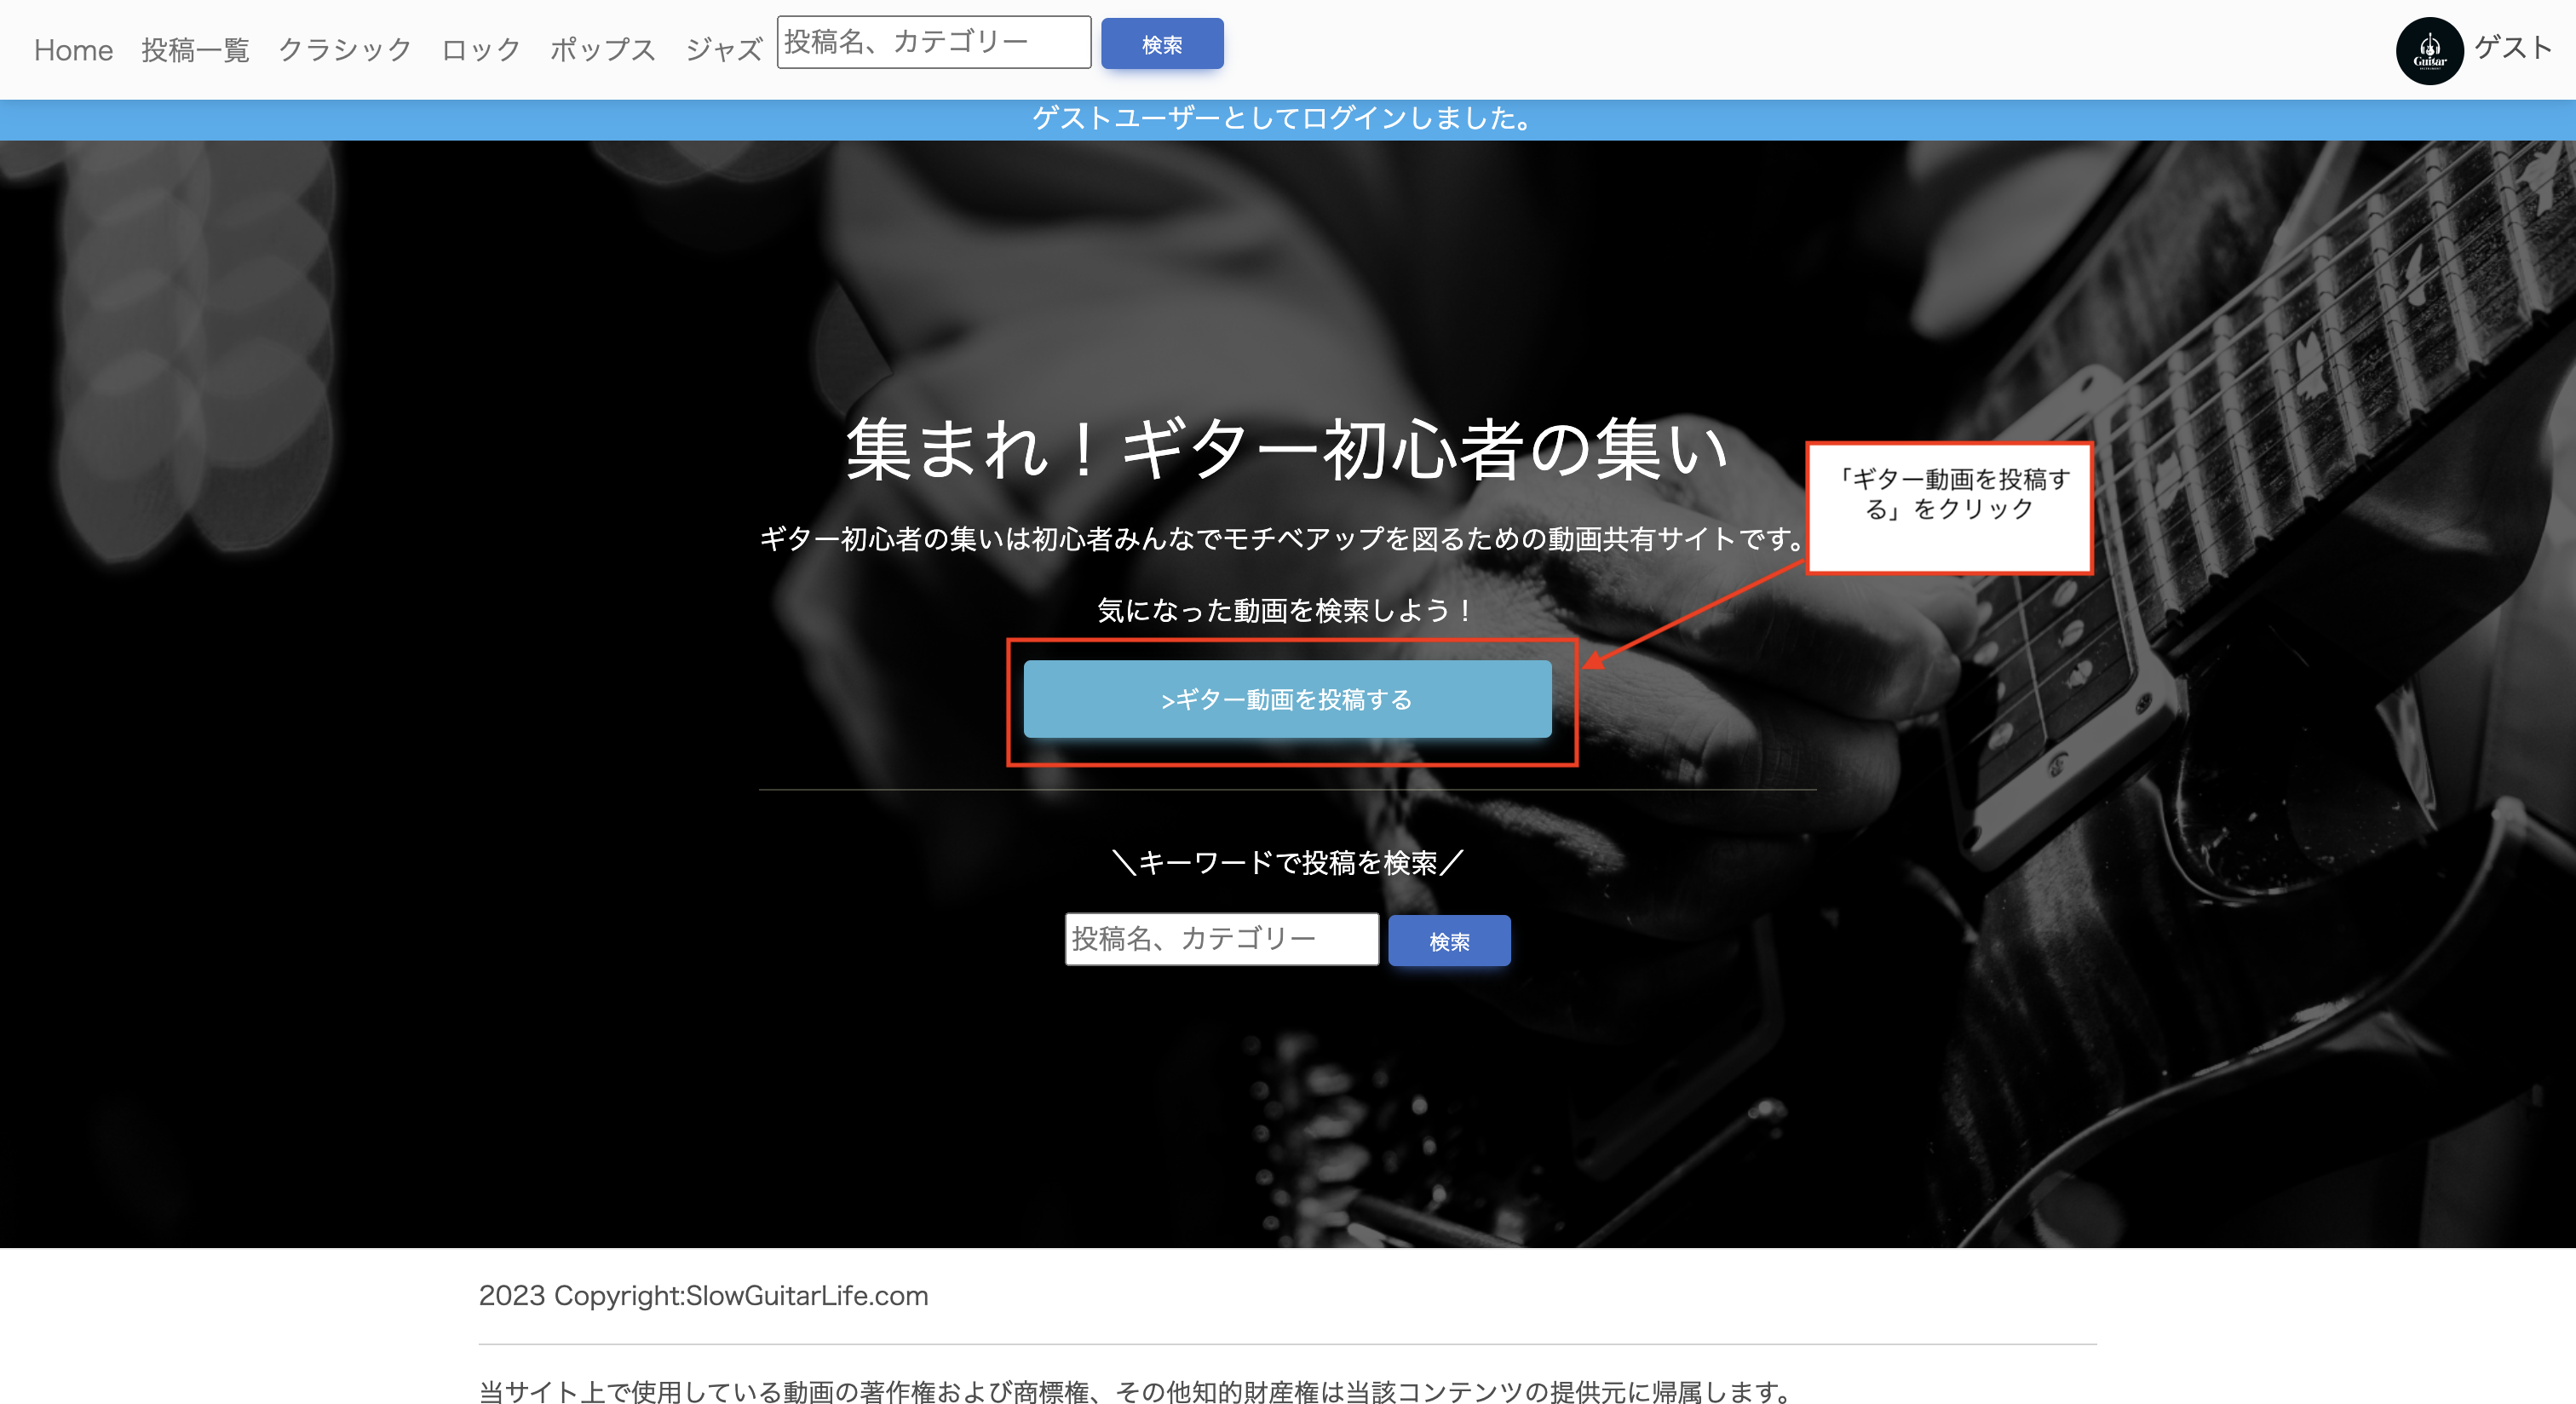 Home 投稿一覧 クラシック ロック ポップス ジャズ 投稿名、カテゴリー 検索 Guitar ゲスト
ゲストユーザーとしてログインしました。
集まれ！ギター初心者の集い
「ギター動画を投稿す
る」をクリック
ギター初心者の集いは初心者みんなでモチベアップを図るための動画共有サイトです。
気になった動画を検索しよう！
>ギター動画を投稿する
＼キーワードで投稿を検索／
投稿名、カテゴリー 検索
2023 Copyright:SlowGuitarLife.com
当サイト上で使用している動画の著作権および商標権、その他知的財産権は当該コンテンツの提供元に帰属します。